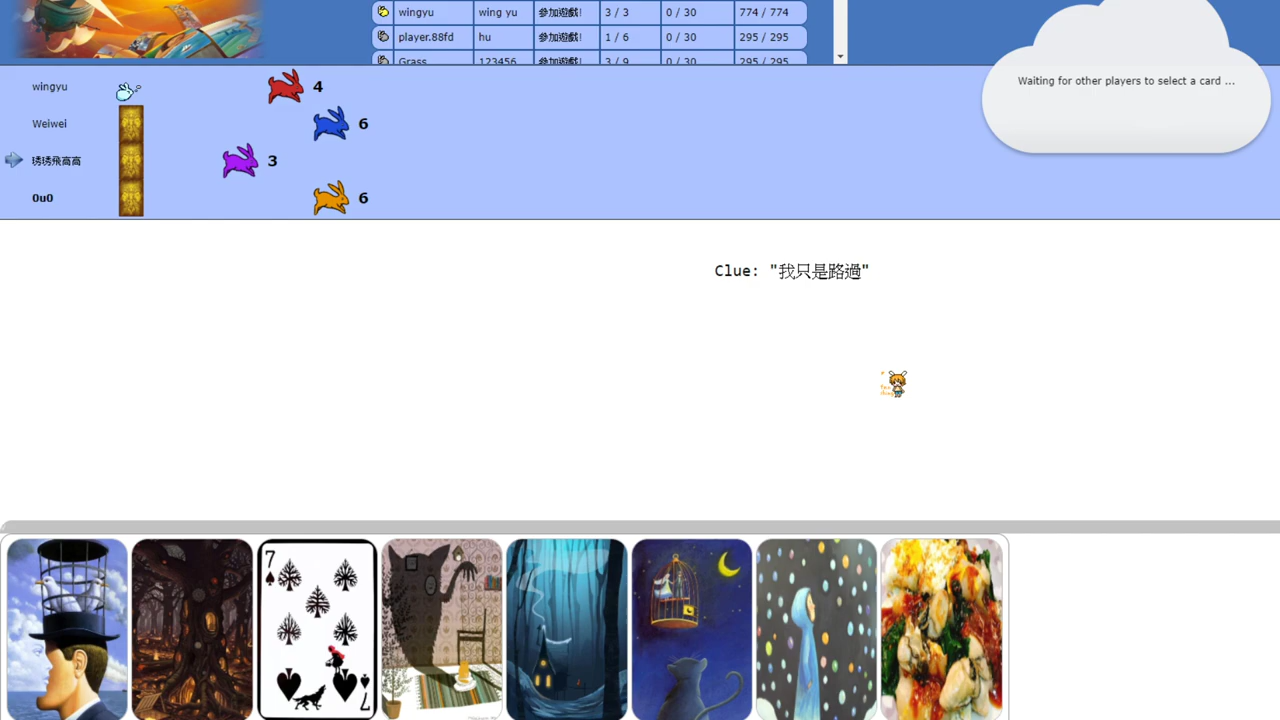 wingyu wing yu 參加遊戲! 3 / 3 0 / 30 774 / 774
player.88fd hu 參加遊戲! 1 / 6 0 / 30 295 / 295
Grass 123456 參加遊戲! 3 / 9 0 / 30 295 / 295
Waiting for other players to select a card ...
wingyu 4
Weiwei 6
琇琇飛高高 3
OuO 6
Clue: "我只是路過"
7
7